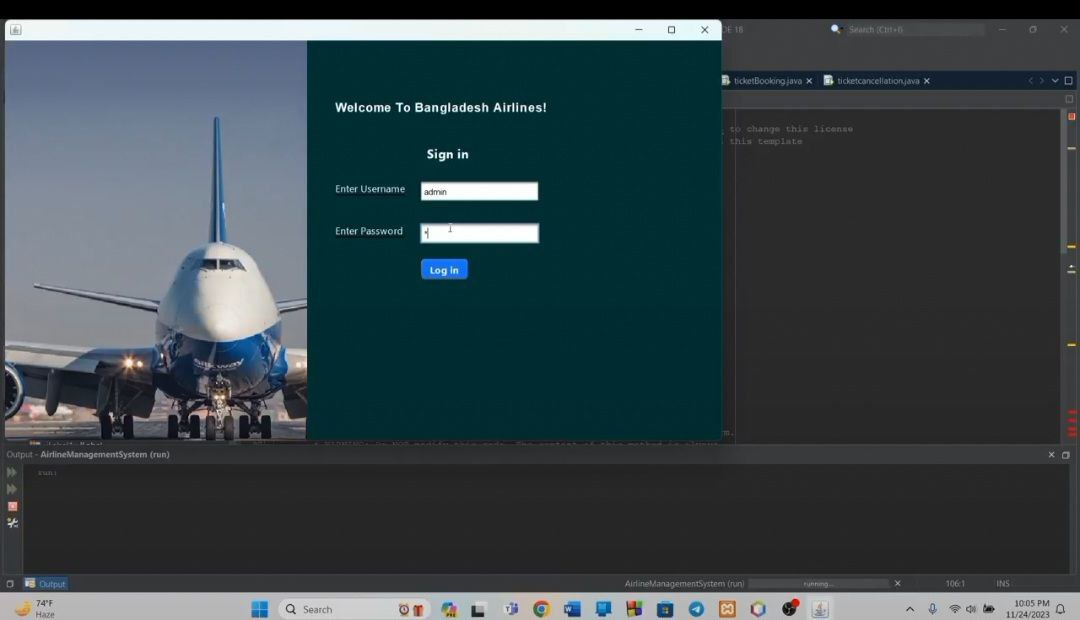 DE 18
Search (Ctrl+I)
ticketBooking.java
ticketcancellation.java
Welcome To Bangladesh Airlines!
to change this license
this template
Sign in
Enter Username
admin
Enter Password
*
Log in
silkway
Output - AirlineManagementSystem (run)
run:
Output
AirlineManagementSystem (run)
running...
106:1
INS
74°F
Haze
Search
10:05 PM
11/24/2023